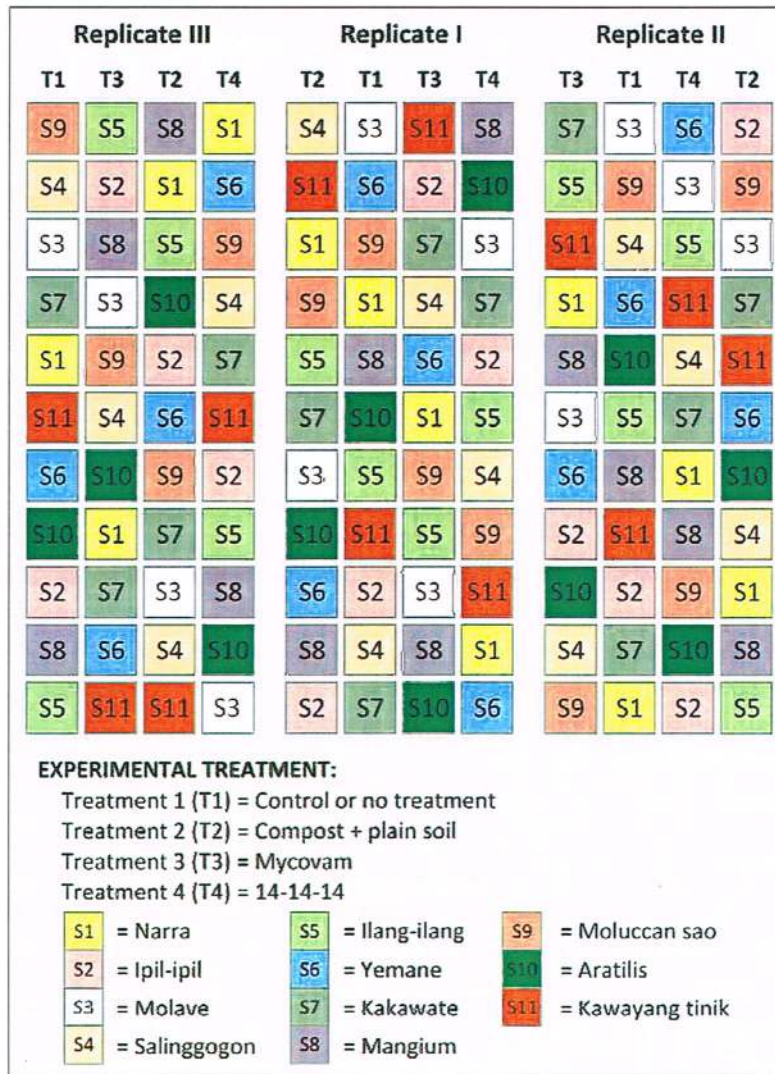 Replicate III Replicate I Replicate II
T1 T3 T2 T4 T2 T1 T3 T4 T3 T1 T4 T2
S9 S5 S8 S1 S4 S3 S11 S8 S7 S3 S6 S2
S4 S2 S1 S6 S11 S6 S2 S10 S5 S9 S3 S9
S3 S8 S5 S9 S1 S9 S7 S3 S11 S4 S5 S3
S7 S3 S10 S4 S9 S1 S4 S7 S1 S6 S11 S7
S1 S9 S2 S7 S5 S8 S6 S2 S8 S10 S4 S11
S11 S4 S6 S11 S7 S10 S1 S5 S3 S5 S7 S6
S6 S10 S9 S2 S3 S5 S9 S4 S6 S8 S1 S10
S10 S1 S7 S5 S10 S11 S5 S9 S2 S11 S8 S4
S2 S7 S3 S8 S6 S2 S3 S11 S10 S2 S9 S1
S8 S6 S4 S10 S8 S4 S8 S1 S4 S7 S10 S8
S5 S11 S11 S3 S2 S7 S10 S6 S9 S1 S2 S5
EXPERIMENTAL TREATMENT:
Treatment 1 (T1) = Control or no treatment
Treatment 2 (T2) = Compost + plain soil
Treatment 3 (T3) = Mycovam
Treatment 4 (T4) = 14-14-14
S1 = Narra S5 = Ilang-ilang S9 = Moluccan sao
S2 = Ipil-ipil S6 = Yemane S10 = Aratilis
S3 = Molave S7 = Kakawate S11 = Kawayang tinik
S4 = Salinggogon S8 = Mangium